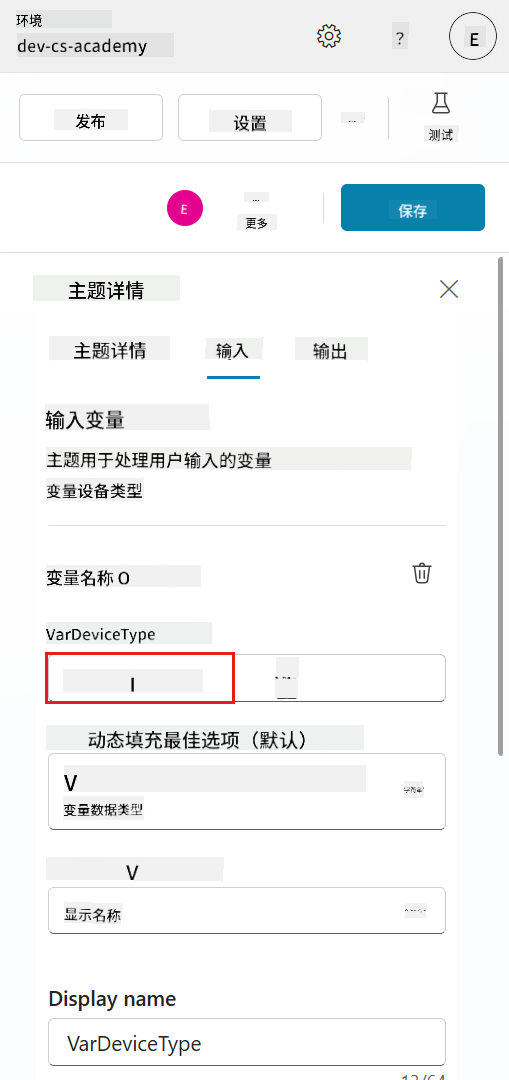 环境
dev-cs-academy
?
E
发布
设置
...
测试
E
...
更多
保存
主题详情
主题详情
输入
输出
输入变量
主题用于处理用户输入的变量
变量设备类型
变量名称 O
VarDeviceType
I
动态填充最佳选项（默认）
V
变量数据类型
字符串
V
显示名称
Display name
VarDeviceType